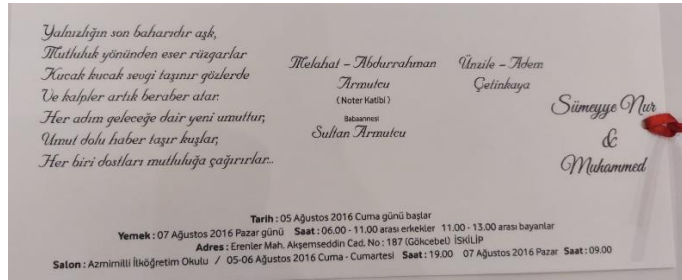 Yalnızlığın son baharıdır aşk,
Mutluluk yönünden eser rüzgarlar
Kucak kucak sevgi taşınır gözlerde
Ve kalpler artık beraber atar.
Her adım geleceğe dair yeni umuttur,
Umut dolu haber taşır kuşlar,
Her biri dostları mutluluğa çağırırlar...
Melahat - Abdurrahman
Armutcu
( Noter Katibi )
Babaannesi
Sultan Armutcu
Ünzile - Adem
Çetinkaya
Sümeyye Nur
&
Muhammed
Tarih : 05 Ağustos 2016 Cuma günü başlar
Yemek : 07 Ağustos 2016 Pazar günü Saat : 06.00 - 11.00 arası erkekler 11.00 - 13.00 arası bayanlar
Adres : Erenler Mah. Akşemseddin Cad. No : 187 (Gökcebel) İSKİLİP
Salon : Azmimilli İlköğretim Okulu / 05-06 Ağustos 2016 Cuma - Cumartesi Saat : 19.00 07 Ağustos 2016 Pazar Saat : 09.00